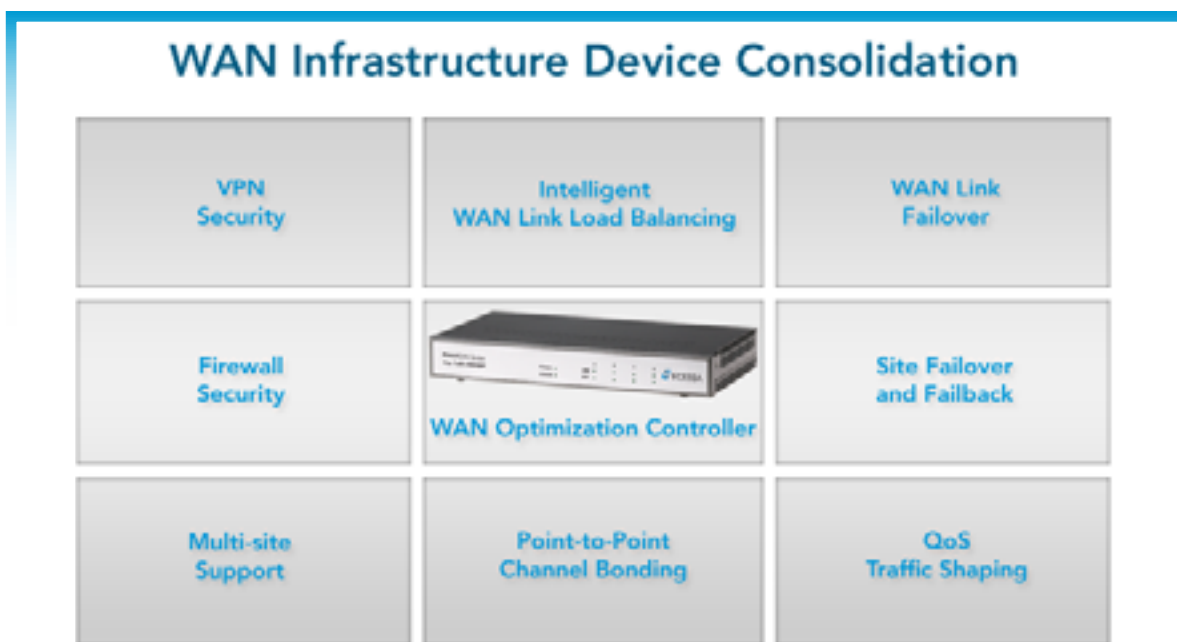 WAN Infrastructure Device Consolidation
VPN
Security
Intelligent
WAN Link Load Balancing
WAN Link
Failover
Firewall
Security
WAN Optimization Controller
Site Failover
and Failback
Multi-site
Support
Point-to-Point
Channel Bonding
QoS
Traffic Shaping